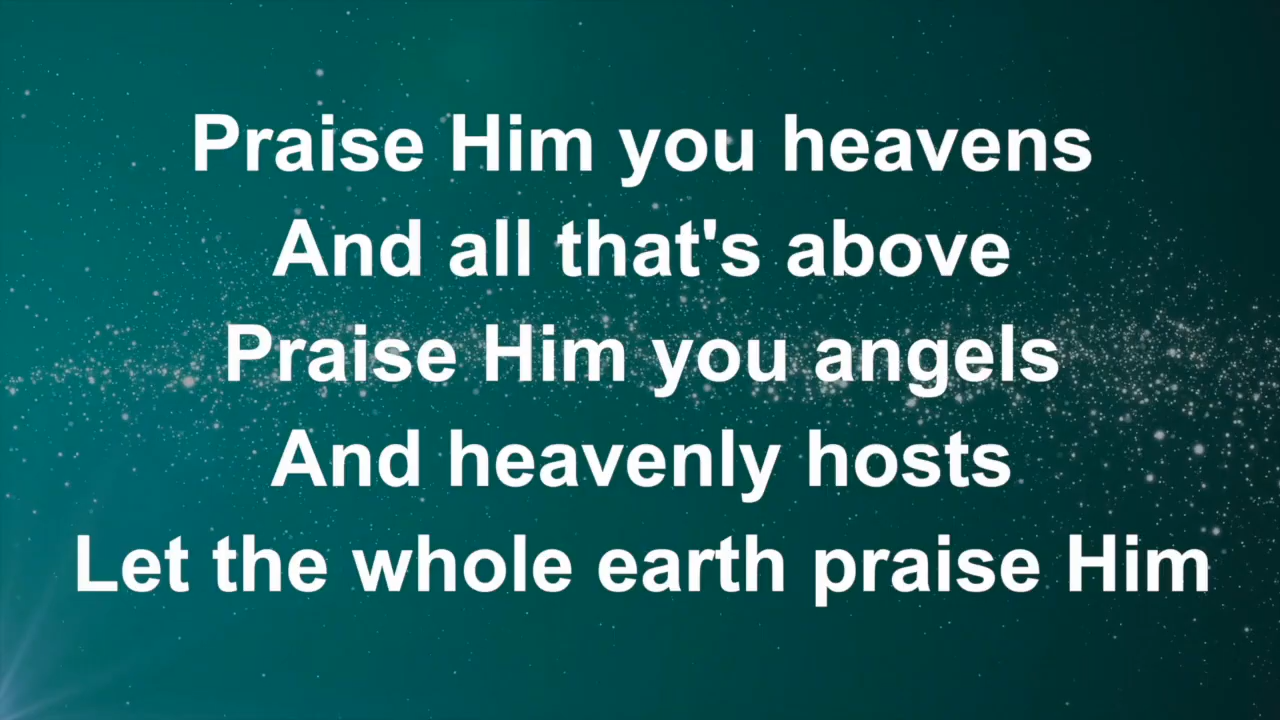 Praise Him you heavens
And all that's above
Praise Him you angels
And heavenly hosts
Let the whole earth praise Him